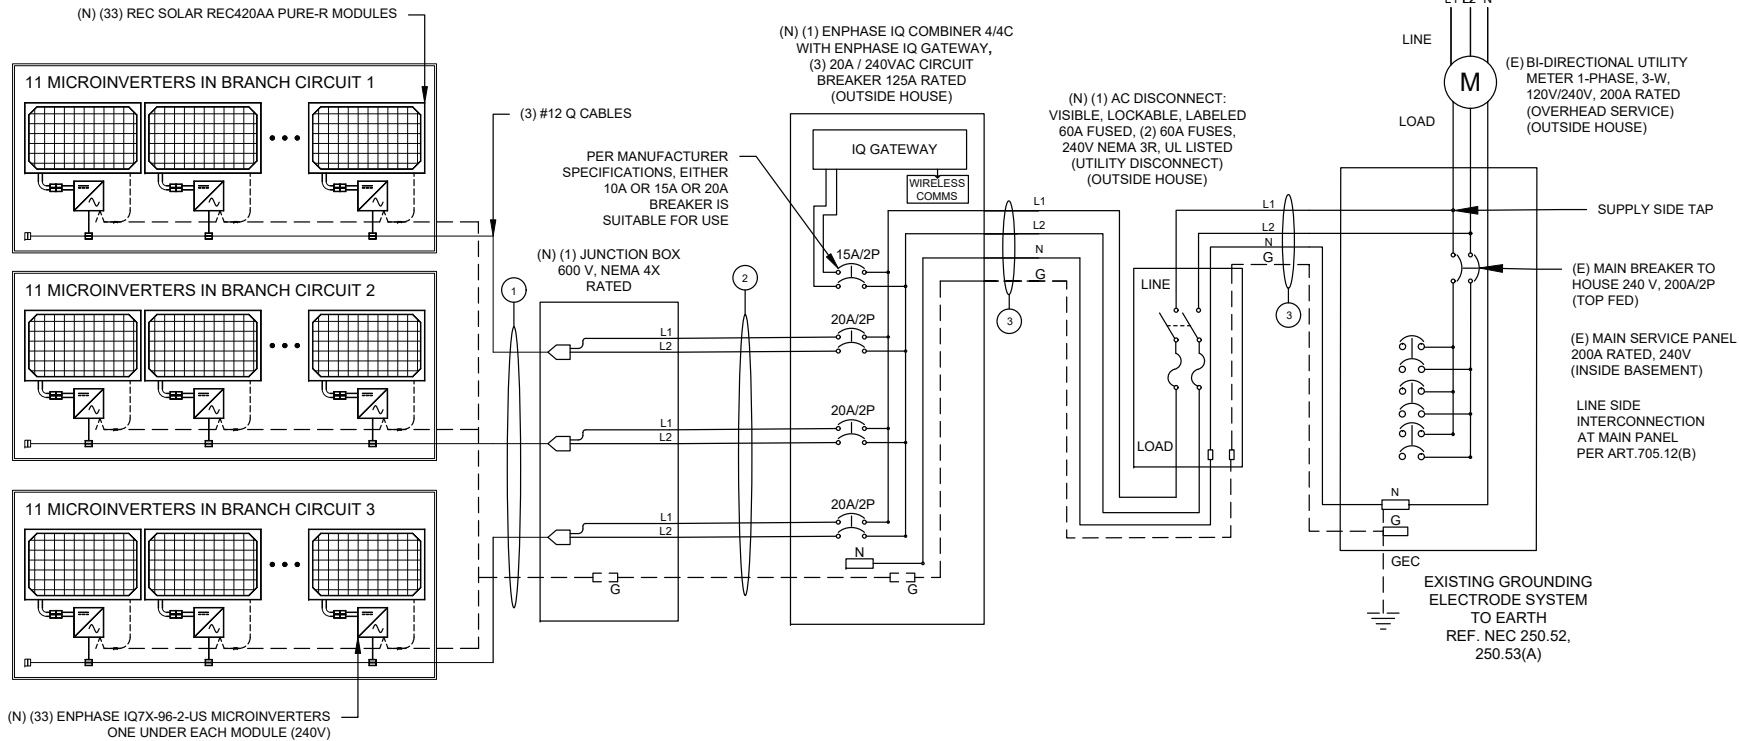 (N) (33) REC SOLAR REC420AA PURE-R MODULES
11 MICROINVERTERS IN BRANCH CIRCUIT 1
(3) #12 Q CABLES
11 MICROINVERTERS IN BRANCH CIRCUIT 2
11 MICROINVERTERS IN BRANCH CIRCUIT 3
(N) (33) ENPHASE IQ7X-96-2-US MICROINVERTERS
ONE UNDER EACH MODULE (240V)
1
(N) (1) JUNCTION BOX
600 V, NEMA 4X
RATED
L1
L2
L1
L2
L1
L2
G
2
PER MANUFACTURER
SPECIFICATIONS, EITHER
10A OR 15A OR 20A
BREAKER IS
SUITABLE FOR USE
(N) (1) ENPHASE IQ COMBINER 4/4C
WITH ENPHASE IQ GATEWAY,
(3) 20A / 240VAC CIRCUIT
BREAKER 125A RATED
(OUTSIDE HOUSE)
IQ GATEWAY
WIRELESS
COMMS
15A/2P
20A/2P
20A/2P
20A/2P
N
G
L1
L2
N
G
3
(N) (1) AC DISCONNECT:
VISIBLE, LOCKABLE, LABELED
60A FUSED, (2) 60A FUSES,
240V NEMA 3R, UL LISTED
(UTILITY DISCONNECT)
(OUTSIDE HOUSE)
LINE
LOAD
L1
L2
N
G
3
L1 L2 N
LINE
M
LOAD
(E) BI-DIRECTIONAL UTILITY
METER 1-PHASE, 3-W,
120V/240V, 200A RATED
(OVERHEAD SERVICE)
(OUTSIDE HOUSE)
SUPPLY SIDE TAP
(E) MAIN BREAKER TO
HOUSE 240 V, 200A/2P
(TOP FED)
(E) MAIN SERVICE PANEL
200A RATED, 240V
(INSIDE BASEMENT)
LINE SIDE
INTERCONNECTION
AT MAIN PANEL
PER ART.705.12(B)
N
G
GEC
EXISTING GROUNDING
ELECTRODE SYSTEM
TO EARTH
REF. NEC 250.52,
250.53(A)